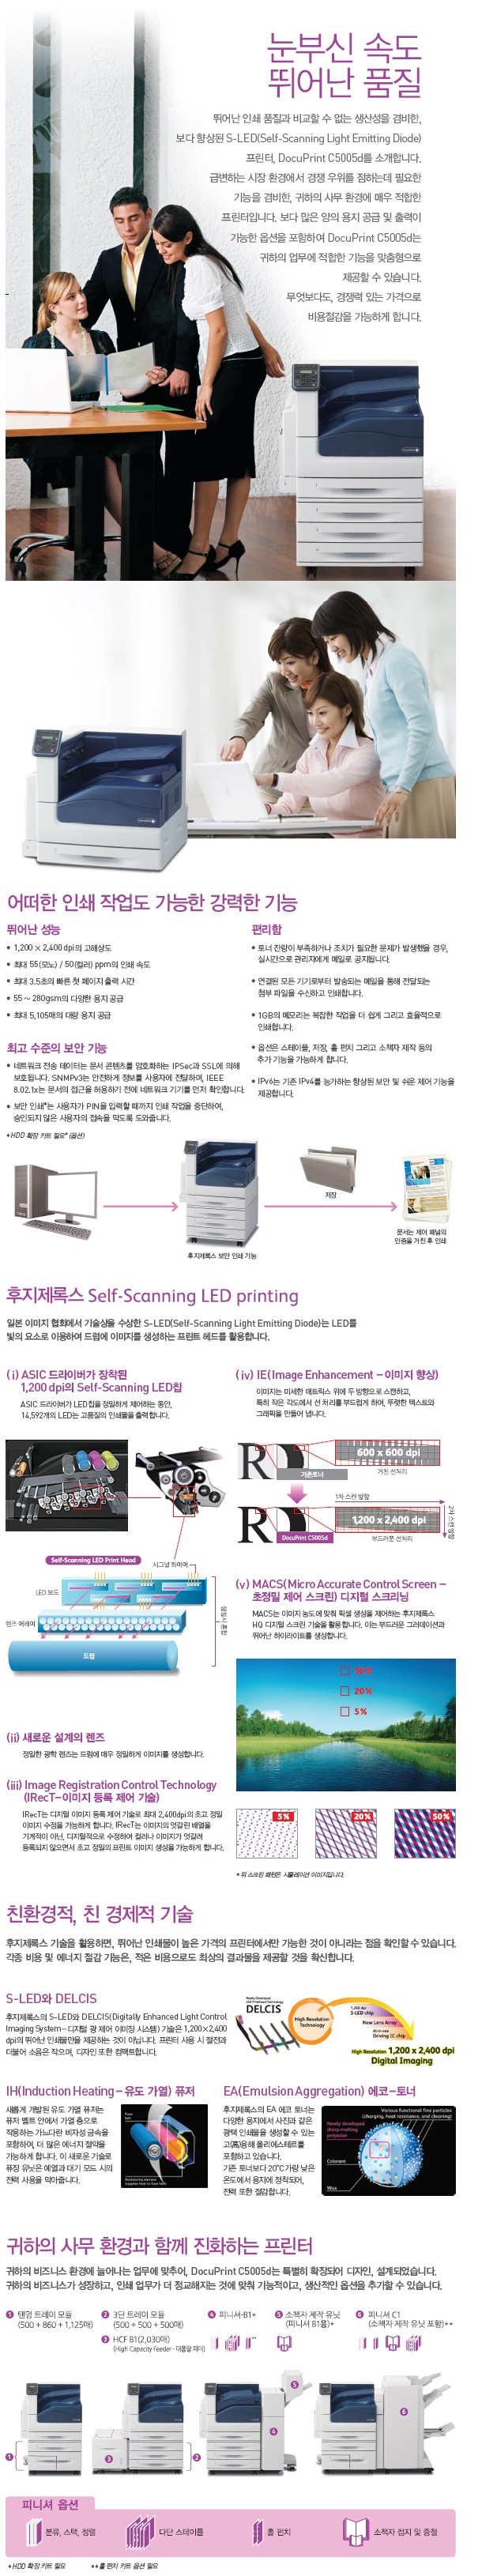 눈부신 속도
뛰어난 품질
뛰어난 인쇄 품질과 비교할 수 없는 생산성을 겸비한,
보다 향상된 S-LED(Self-Scanning Light Emitting Diode)
프린터, DocuPrint C5005d를 소개합니다.
급변하는 시장 환경에서 경쟁 우위를 점하는데 필요한
기능을 겸비한, 귀하의 사무 환경에 매우 적합한
프린터입니다. 보다 많은 양의 용지 공급 및 출력이
가능한 옵션을 포함하여 DocuPrint C5005d는
귀하의 업무에 적합한 기능을 맞춤형으로
제공할 수 있습니다.
무엇보다도, 경쟁력 있는 가격으로
비용절감을 가능하게 합니다.
어떠한 인쇄 작업도 가능한 강력한 기능
뛰어난 성능
• 1,200 × 2,400 dpi의 고해상도
• 최대 55(모노) / 50(컬러) ppm의 인쇄 속도
• 최대 3.5초의 빠른 첫 페이지 출력 시간
• 55 ~ 280gsm의 다양한 용지 공급
• 최대 5,105매의 대량 용지 공급
최고 수준의 보안 기능
• 네트워크 전송 데이터는 문서 콘텐츠를 암호화하는 IPSec과 SSL에 의해
보호됩니다. SNMPv3는 안전하게 정보를 사용자에 전달하며, IEEE
8.02.1x는 문서의 접근을 허용하기 전에 네트워크 기기를 먼저 확인합니다.
• 보안 인쇄*는 사용자가 PIN을 입력할 때까지 인쇄 작업을 중단하여,
승인되지 않은 사용자의 접속을 막도록 도와줍니다.
*HDD 확장 키트 필요* (옵션)
편리함
• 토너 잔량이 부족하거나 조치가 필요한 문제가 발생했을 경우,
실시간으로 관리자에게 메일로 공지됩니다.
• 연결된 모든 기기로부터 발송되는 메일을 통해 전달되는
첨부 파일을 수신하고 인쇄합니다.
• 1GB의 메모리는 복잡한 작업을 더 쉽게 그리고 효율적으로
인쇄합니다.
• 옵션은 스테이플, 저장, 홀 펀치 그리고 소책자 제작 등의
추가 기능을 가능하게 합니다.
• IPv6는 기존 IPv4를 능가하는 향상된 보안 및 쉬운 제어 기능을
제공합니다.
저장
후지제록스 보안 인쇄 기능
문서는 제어 패널의
인증을 거친 후 인쇄
후지제록스 Self-Scanning LED printing
일본 이미지 협회에서 기술상을 수상한 S-LED(Self-Scanning Light Emitting Diode)는 LED를
빛의 요소로 이용하여 드럼에 이미지를 생성하는 프린트 헤드를 활용합니다.
(i) ASIC 드라이버가 장착된
1,200 dpi의 Self-Scanning LED칩
ASIC 드라이버가 LED칩을 정밀하게 제어하는 동안,
14,592개의 LED는 고품질의 인쇄물을 출력합니다.
Self-Scanning LED Print Head
시그널 와이어
LED 보드
렌즈 어레이
드럼
(ii) 새로운 설계의 렌즈
정밀한 광학 렌즈는 드럼에 매우 정밀하게 이미지를 생성합니다.
(iii) Image Registration Control Technology
(IRecT-이미지 등록 제어 기술)
IRecT는 디지털 이미지 등록 제어 기술로 최대 2,400dpi의 초고 정밀
이미지 수정을 가능하게 합니다. IRecT는 이미지의 엇갈린 배열을
기계적이 아닌, 디지털적으로 수정하여 컬러나 이미지가 엇갈려
등록되지 않으면서 초고 정밀의 프린트 이미지 생성을 가능하게 합니다.
(iv) IE(Image Enhancement - 이미지 향상)
이미지는 미세한 매트릭스 위에 두 방향으로 스캔하고,
특히 작은 각도에서 선 처리를 부드럽게 하여, 뚜렷한 텍스트와
그래픽을 만들어 냅니다.
R
600 x 600 dpi
기존토너
거친 선처리
1차 스캔 방향
2차 스캔 방향
R
1,200 x 2,400 dpi
DocuPrint C5005d
부드러운 선처리
(v) MACS(Micro Accurate Control Screen -
초정밀 제어 스크린) 디지털 스크리닝
MACS는 이미지 농도에 맞춰 픽셀 생성을 제어하는 후지제록스
HQ 디지털 스크린 기술을 활용합니다. 이는 부드러운 그러데이션과
뛰어난 하이라이트를 생성합니다.
50%
20%
5%
5%
20%
50%
*위 스크린 패턴은 시뮬레이션 이미지입니다.
친환경적, 친 경제적 기술
후지제록스 기술을 활용하면, 뛰어난 인쇄물이 높은 가격의 프린터에서만 가능한 것이 아니라는 점을 확인할 수 있습니다.
각종 비용 및 에너지 절감 기능은, 적은 비용으로도 최상의 결과물을 제공할 것을 확신합니다.
S-LED와 DELCIS
후지제록스의 S-LED와 DELCIS(Digitally Enhanced Light Control
Imaging System - 디지털 광 제어 이미징 시스템) 기술은 1,200×2,400
dpi의 뛰어난 인쇄물만을 제공하는 것이 아닙니다. 프린터 사용 시 절전과
더불어 소음은 작으며, 디자인 또한 컴팩트합니다.
Newly Developed
LED Printhead Technology
DELCIS
High Resolution
Technology
1,200 dpi
S-LED chip
New Lens Array
All-in-one
Driving IC chip
High Resolution 1,200 x 2,400 dpi
Digital Imaging
IH(Induction Heating - 유도 가열) 퓨저
새롭게 개발된 유도 가열 퓨저는
퓨저 벨트 안에서 가열 층으로
작용하는 가느다란 비자성 금속을
포함하여, 더 많은 에너지 절약을
가능하게 합니다. 이 새로운 기술로
퓨징 유닛은 예열과 대기 모드 시의
전력 사용을 막아줍니다.
EA(Emulsion Aggregation) 에코-토너
후지제록스의 EA 에코 토너는
다양한 용지에서 사진과 같은
광택 인쇄물을 생성할 수 있는
고(高)용해 폴리에스테르를
포함하고 있습니다.
기존 토너보다 20°C가량 낮은
온도에서 용지에 정착되어,
전력 또한 절감합니다.
Various functional fine particles
(charging, heat resistance, and cleaning)
Newly developed
sharp-melting
polyester
Colorant
Wax
귀하의 사무 환경과 함께 진화하는 프린터
귀하의 비즈니스 환경에 늘어나는 업무에 맞추어, DocuPrint C5005d는 특별히 확장되어 디자인, 설계되었습니다.
귀하의 비즈니스가 성장하고, 인쇄 업무가 더 정교해지는 것에 맞춰 기능적이고, 생산적인 옵션을 추가할 수 있습니다.
1 탠덤 트레이 모듈
(500 + 860 + 1,125매)
2 3단 트레이 모듈
(500 + 500 + 500매)
3 HCF B1(2,030매)
(High Capacity Feeder - 대용량 피더)
4 피니셔-B1*
5 소책자 제작 유닛
(피니셔 B1용)*
6 피니셔 C1
(소책자 제작 유닛 포함)**
1
3
2
4
5
6
피니셔 옵션
분류, 스택, 정렬
다단 스테이플
홀 펀치
소책자 접지 및 중철
*HDD 확장 키트 필요
**홀 펀치 키트 옵션 필요